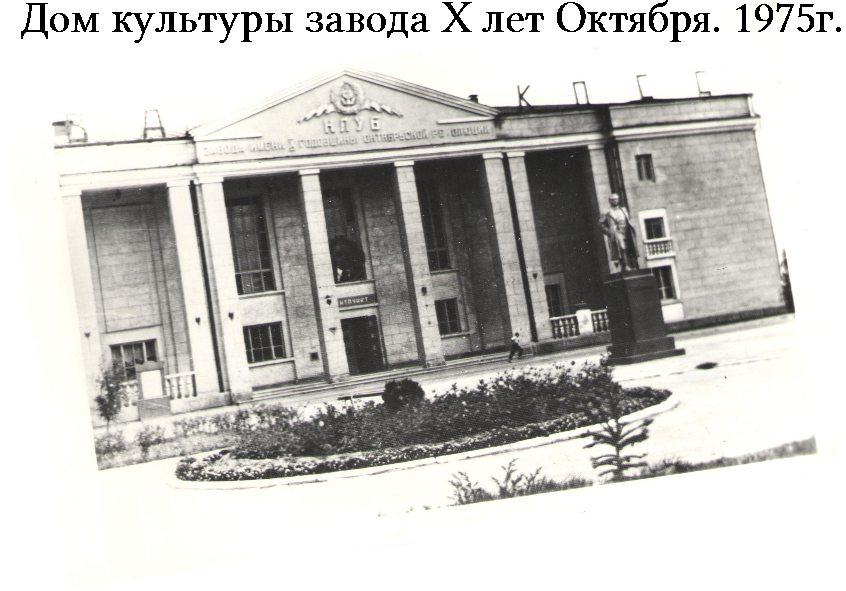 Дом культуры завода X лет Октября. 1975г.
К П С С
КЛУБ
ЗАВОДА ИМЕНИ X ГОДОВЩИНЫ ОКТЯБРЬСКОЙ РЕВОЛЮЦИИ